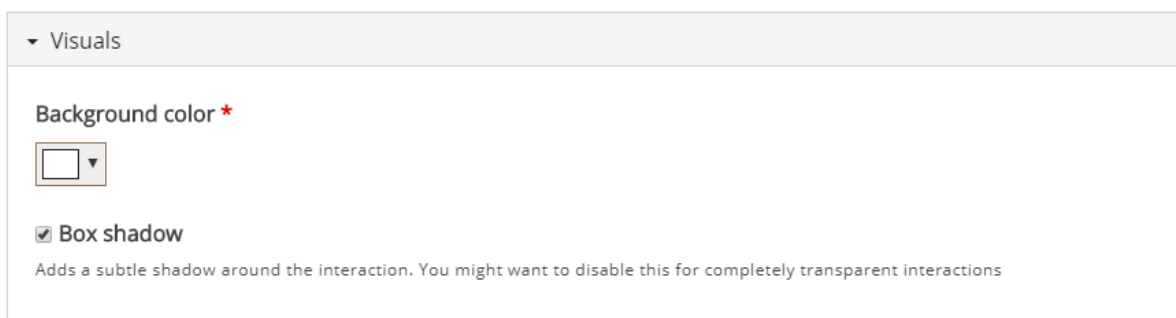 Visuals
Background color *
Box shadow
Adds a subtle shadow around the interaction. You might want to disable this for completely transparent interactions